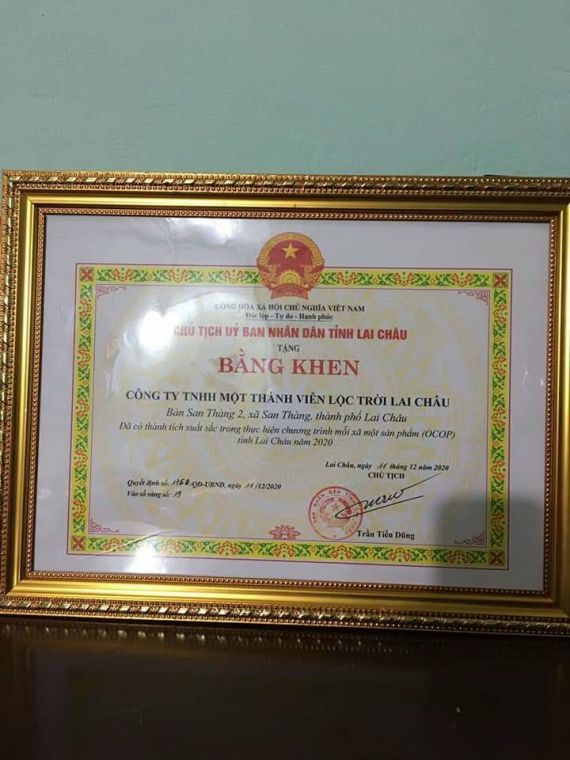 CỘNG HÒA XÃ HỘI CHỦ NGHĨA VIỆT NAM
Độc lập - Tự do - Hạnh phúc
CHỦ TỊCH UỶ BAN NHÂN DÂN TỈNH LAI CHÂU
TẶNG
BẰNG KHEN
CÔNG TY TNHH MỘT THÀNH VIÊN LỘC TRỜI LAI CHÂU
Bản San Thàng 2, xã San Thàng, thành phố Lai Châu
Đã có thành tích xuất sắc trong thực hiện chương trình mỗi xã một sản phẩm (OCOP)
tỉnh Lai Châu năm 2020
Lai Châu, ngày 11 tháng 12 năm 2020
CHỦ TỊCH
Quyết định số: /QĐ-UBND, ngày 11/12/2020
Vào sổ vàng số: 19
Trần Tiến Dũng